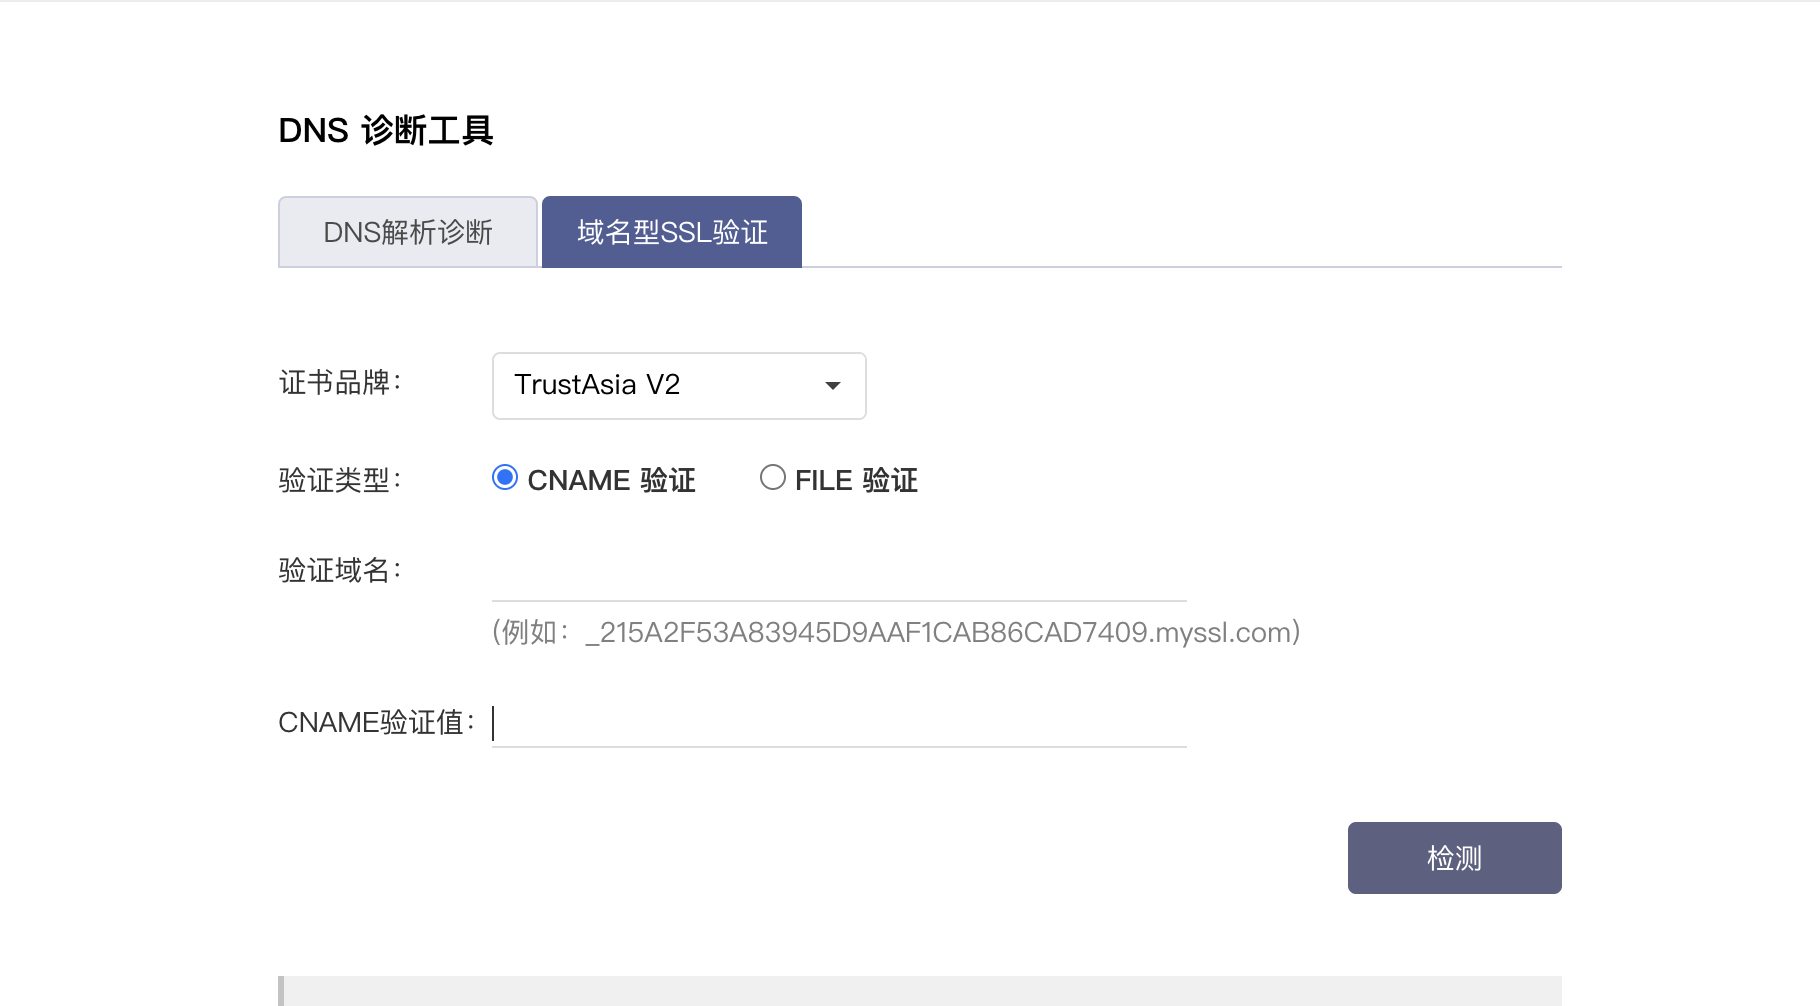 DNS 诊断工具
DNS解析诊断 域名型SSL验证
证书品牌： TrustAsia V2
验证类型： CNAME 验证 FILE 验证
验证域名：
(例如：_215A2F53A83945D9AAF1CAB86CAD7409.myssl.com)
CNAME验证值：
检测